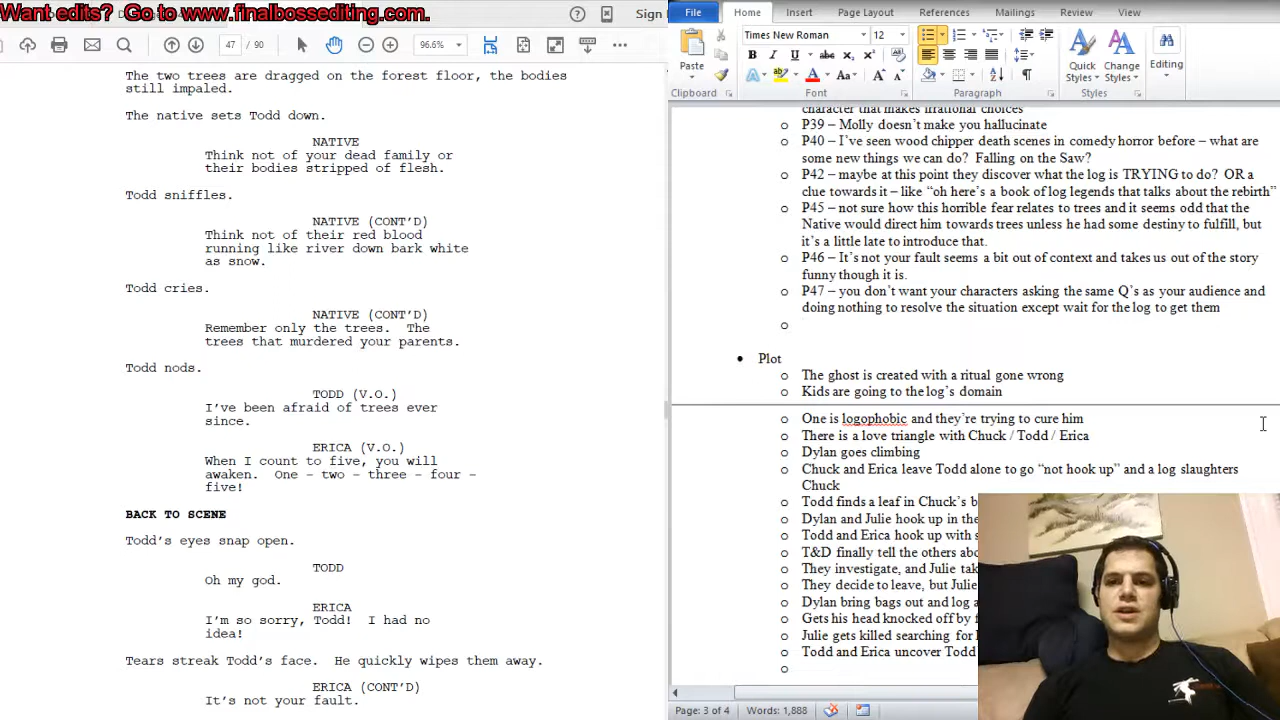 Want edits?  Go to www.finalbossediting.com.
Sign
47 / 90
96.6%
The two trees are dragged on the forest floor, the bodies
still impaled.
The native sets Todd down.
NATIVE
Think not of your dead family or
their bodies stripped of flesh.
Todd sniffles.
NATIVE (CONT'D)
Think not of their red blood
running like river down bark white
as snow.
Todd cries.
NATIVE (CONT'D)
Remember only the trees.  The
trees that murdered your parents.
Todd nods.
TODD (V.O.)
I've been afraid of trees ever
since.
ERICA (V.O.)
When I count to five, you will
awaken.  One – two – three – four –
five!
BACK TO SCENE
Todd's eyes snap open.
TODD
Oh my god.
ERICA
I'm so sorry, Todd!  I had no
idea!
Tears streak Todd's face.  He quickly wipes them away.
ERICA (CONT'D)
It's not your fault.
File
Home
Insert
Page Layout
References
Mailings
Review
View
Times New Roman
12
Paste
Quick
Styles
Change
Styles
Editing
Clipboard
Font
Paragraph
Styles
character that makes irrational choices
o P39 – Molly doesn't make you hallucinate
o P40 – I've seen wood chipper death scenes in comedy horror before – what are
some new things we can do?  Falling on the Saw?
o P42 – maybe at this point they discover what the log is TRYING to do?  OR a
clue towards it – like "oh here's a book of log legends that talks about the rebirth"
o P45 – not sure how this horrible fear relates to trees and it seems odd that the
Native would direct him towards trees unless he had some destiny to fulfill, but
it's a little late to introduce that.
o P46 – It's not your fault seems a bit out of context and takes us out of the story
funny though it is.
o P47 – you don't want your characters asking the same Q's as your audience and
doing nothing to resolve the situation except wait for the log to get them
o
• Plot
o The ghost is created with a ritual gone wrong
o Kids are going to the log's domain
o One is logophobic and they're trying to cure him
o There is a love triangle with Chuck / Todd / Erica
o Dylan goes climbing
o Chuck and Erica leave Todd alone to go "not hook up" and a log slaughters
Chuck
o Todd finds a leaf in Chuck's b
o Dylan and Julie hook up in the
o Todd and Erica hook up with s
o T&D finally tell the others abo
o They investigate, and Julie tak
o They decide to leave, but Julie
o Dylan bring bags out and log a
o Gets his head knocked off by f
o Julie gets killed searching for
o Todd and Erica uncover Todd
o
Page: 3 of 4
Words: 1,888